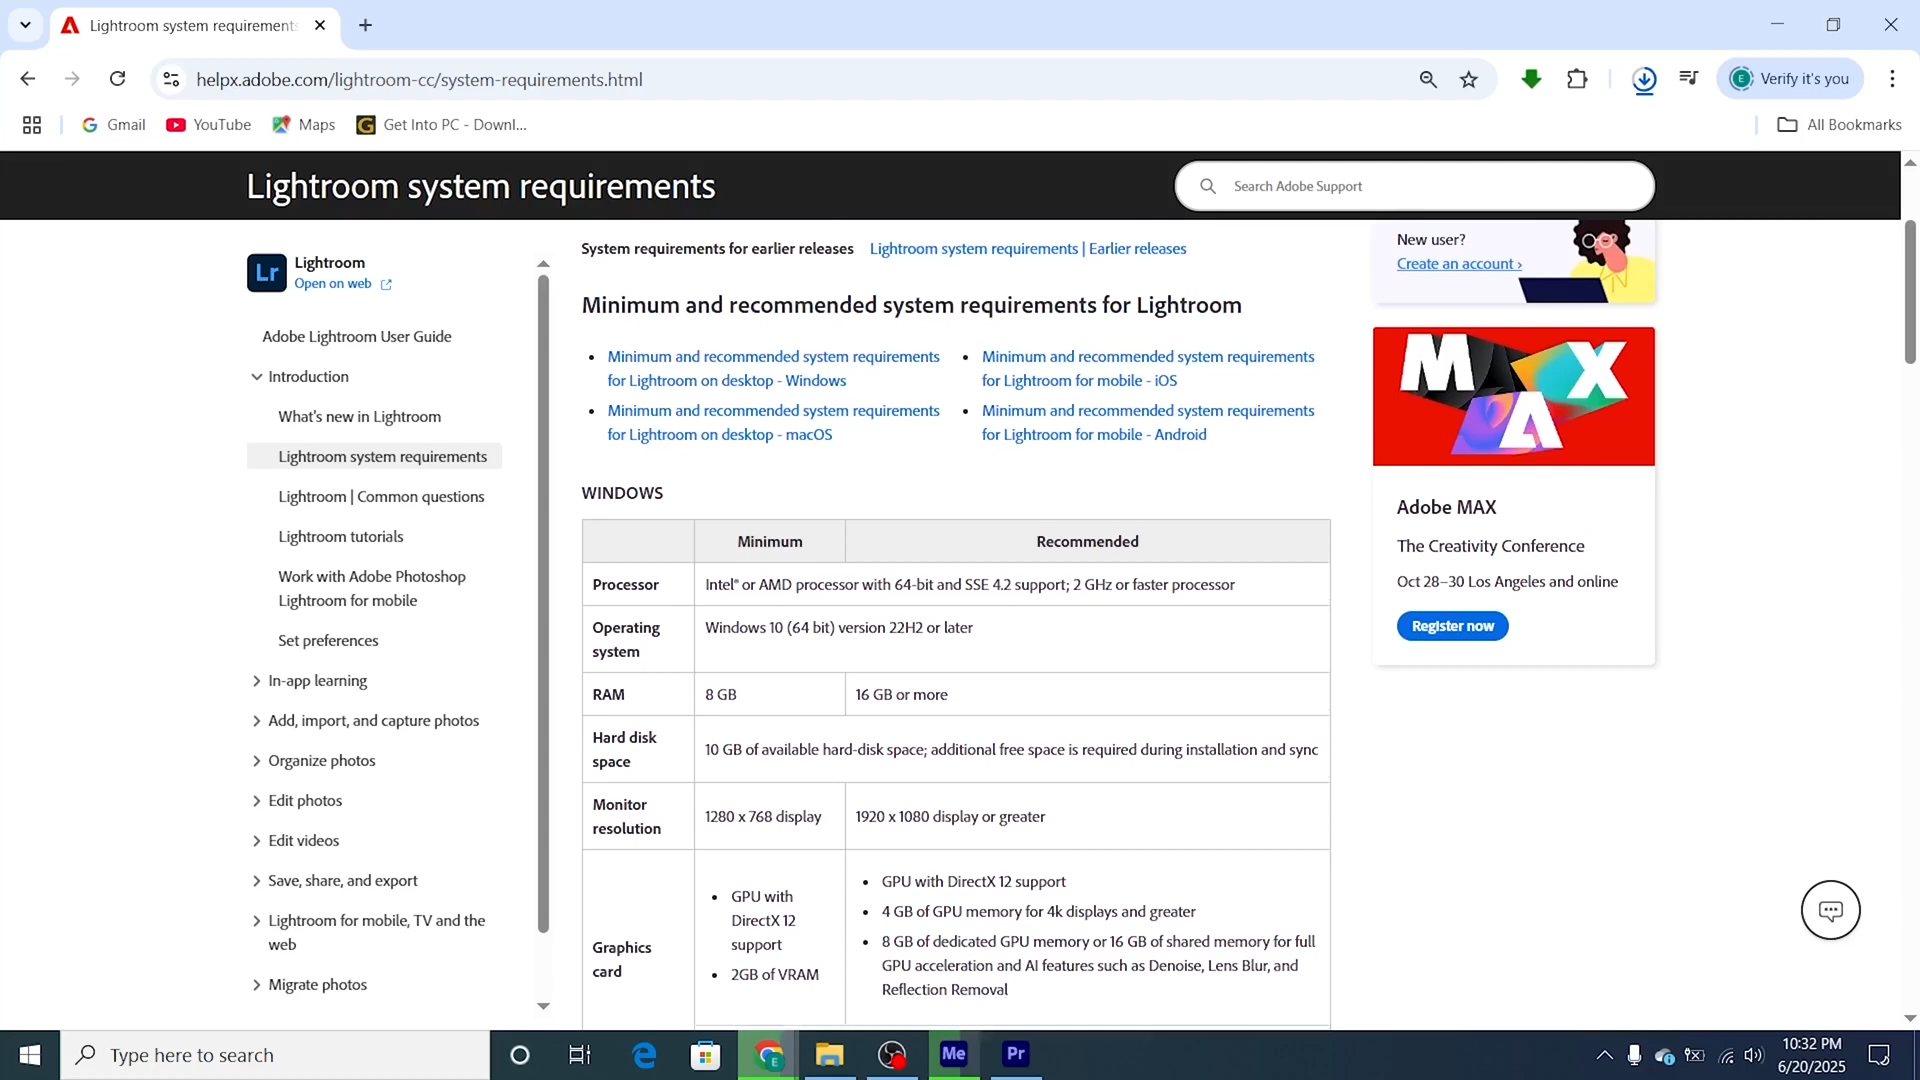 Lightroom system requirements
helpx.adobe.com/lightroom-cc/system-requirements.html
E
Verify it's you
Gmail
YouTube
Maps
Get Into PC - Downl...
All Bookmarks
Lightroom system requirements
Search Adobe Support
Lr
Lightroom
Open on web
Adobe Lightroom User Guide
Introduction
What's new in Lightroom
Lightroom system requirements
Lightroom | Common questions
Lightroom tutorials
Work with Adobe Photoshop
Lightroom for mobile
Set preferences
In-app learning
Add, import, and capture photos
Organize photos
Edit photos
Edit videos
Save, share, and export
Lightroom for mobile, TV and the
web
Migrate photos
System requirements for earlier releases Lightroom system requirements | Earlier releases
Minimum and recommended system requirements for Lightroom
Minimum and recommended system requirements
for Lightroom on desktop - Windows
Minimum and recommended system requirements
for Lightroom on desktop - macOS
Minimum and recommended system requirements
for Lightroom for mobile - iOS
Minimum and recommended system requirements
for Lightroom for mobile - Android
WINDOWS
Minimum Recommended
Processor Intel® or AMD processor with 64-bit and SSE 4.2 support; 2 GHz or faster processor
Operating
system
Windows 10 (64 bit) version 22H2 or later
RAM 8 GB 16 GB or more
Hard disk
space
10 GB of available hard-disk space; additional free space is required during installation and sync
Monitor
resolution
1280 x 768 display 1920 x 1080 display or greater
Graphics
card
GPU with
DirectX 12
support
2GB of VRAM
GPU with DirectX 12 support
4 GB of GPU memory for 4k displays and greater
8 GB of dedicated GPU memory or 16 GB of shared memory for full
GPU acceleration and AI features such as Denoise, Lens Blur, and
Reflection Removal
New user?
Create an account ›
MAX
Adobe MAX
The Creativity Conference
Oct 28–30 Los Angeles and online
Register now
Type here to search
E
Me
Pr
10:32 PM
6/20/2025